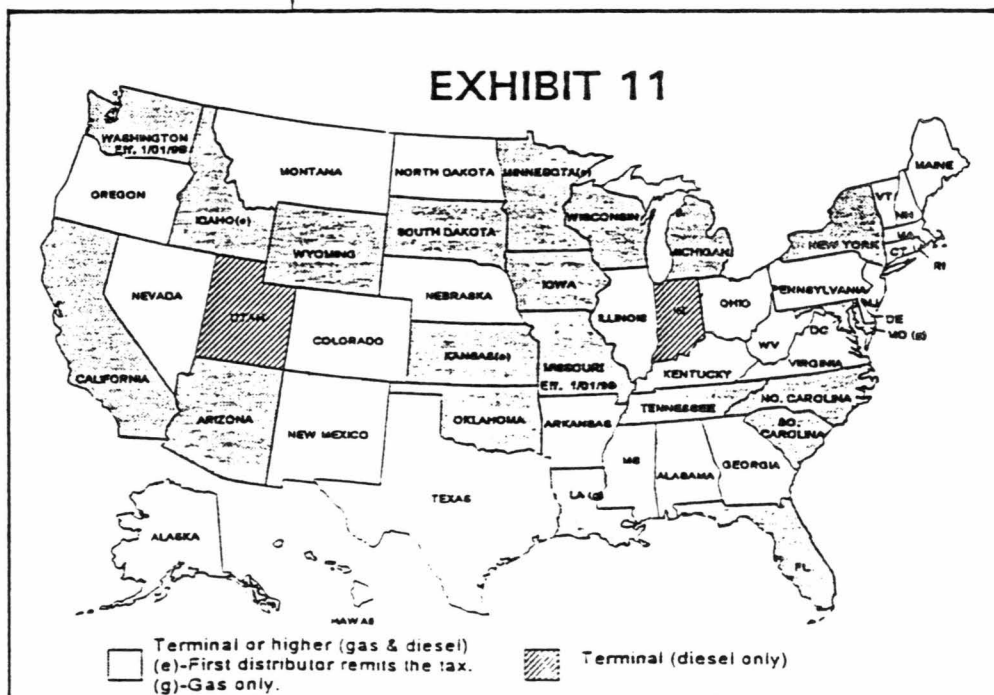 EXHIBIT 11
WASHINGTON
Eff. 1/01/99
MONTANA
NORTH DAKOTA
MINNESOTA(e)
MAINE
OREGON
IDAHO(e)
WISCONSIN
VT
NH
MA
SOUTH DAKOTA
MICHIGAN
NEW YORK
CT
RI
WYOMING
NEVADA
UTAH
NEBRASKA
IOWA
ILLINOIS
OHIO
PENNSYLVANIA
NJ
DE
MD (g)
DC
WV
COLORADO
KANSAS(e)
MISSOURI
Eff. 1/01/99
KENTUCKY
VIRGINIA
CALIFORNIA
ARIZONA
NEW MEXICO
OKLAHOMA
ARKANSAS
TENNESSEE
NO. CAROLINA
SO.
CAROLINA
TEXAS
LA (g)
MS
ALABAMA
GEORGIA
ALASKA
FL
Terminal or higher (gas & diesel)
(e)-First distributor remits the tax.
(g)-Gas only.
Terminal (diesel only)